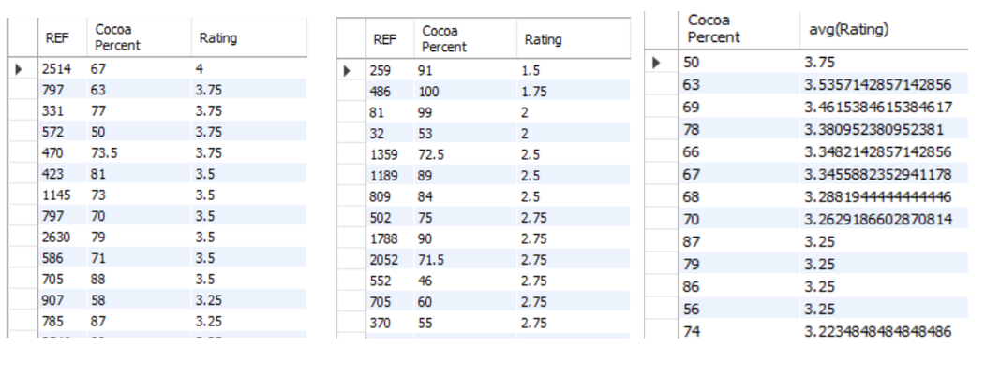 REF Cocoa Percent Rating
2514 67 4
797 63 3.75
331 77 3.75
572 50 3.75
470 73.5 3.75
423 81 3.5
1145 73 3.5
797 70 3.5
2630 79 3.5
586 71 3.5
705 88 3.5
907 58 3.25
785 87 3.25
REF Cocoa Percent Rating
259 91 1.5
486 100 1.75
81 99 2
32 53 2
1359 72.5 2.5
1189 89 2.5
809 84 2.5
502 75 2.75
1788 90 2.75
2052 71.5 2.75
552 46 2.75
705 60 2.75
370 55 2.75
Cocoa Percent avg(Rating)
50 3.75
63 3.5357142857142856
69 3.4615384615384617
78 3.380952380952381
66 3.3482142857142856
67 3.3455882352941178
68 3.2881944444444446
70 3.2629186602870814
87 3.25
79 3.25
86 3.25
56 3.25
74 3.2234848484848486